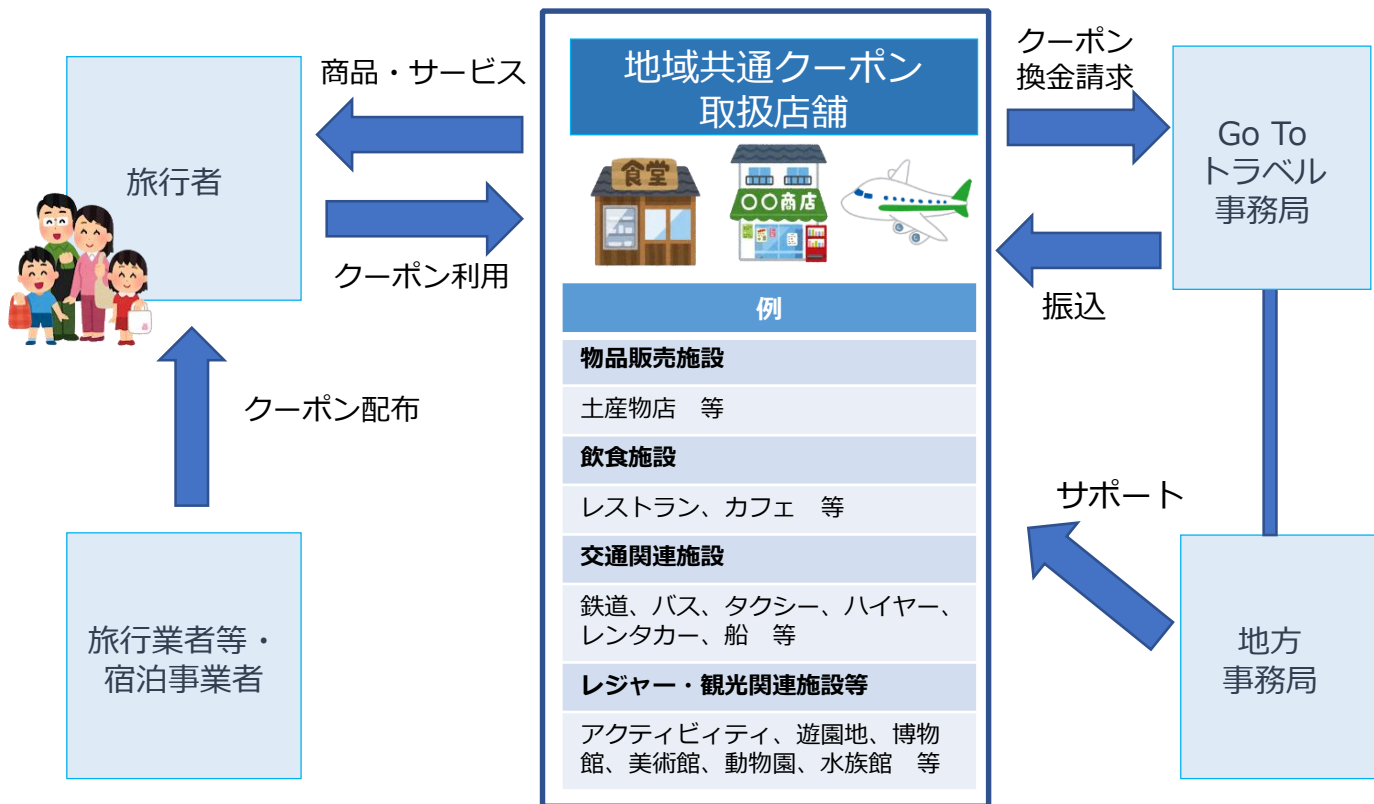 商品・サービス
旅行者
クーポン利用
クーポン配布
旅行業者等・
宿泊事業者
地域共通クーポン
取扱店舗
食堂
〇〇商店
例
物品販売施設
土産物店　等
飲食施設
レストラン、カフェ　等
交通関連施設
鉄道、バス、タクシー、ハイヤー、
レンタカー、船　等
レジャー・観光関連施設等
アクティビィティ、遊園地、博物
館、美術館、動物園、水族館　等
クーポン
換金請求
Go To
トラベル
事務局
振込
サポート
地方
事務局